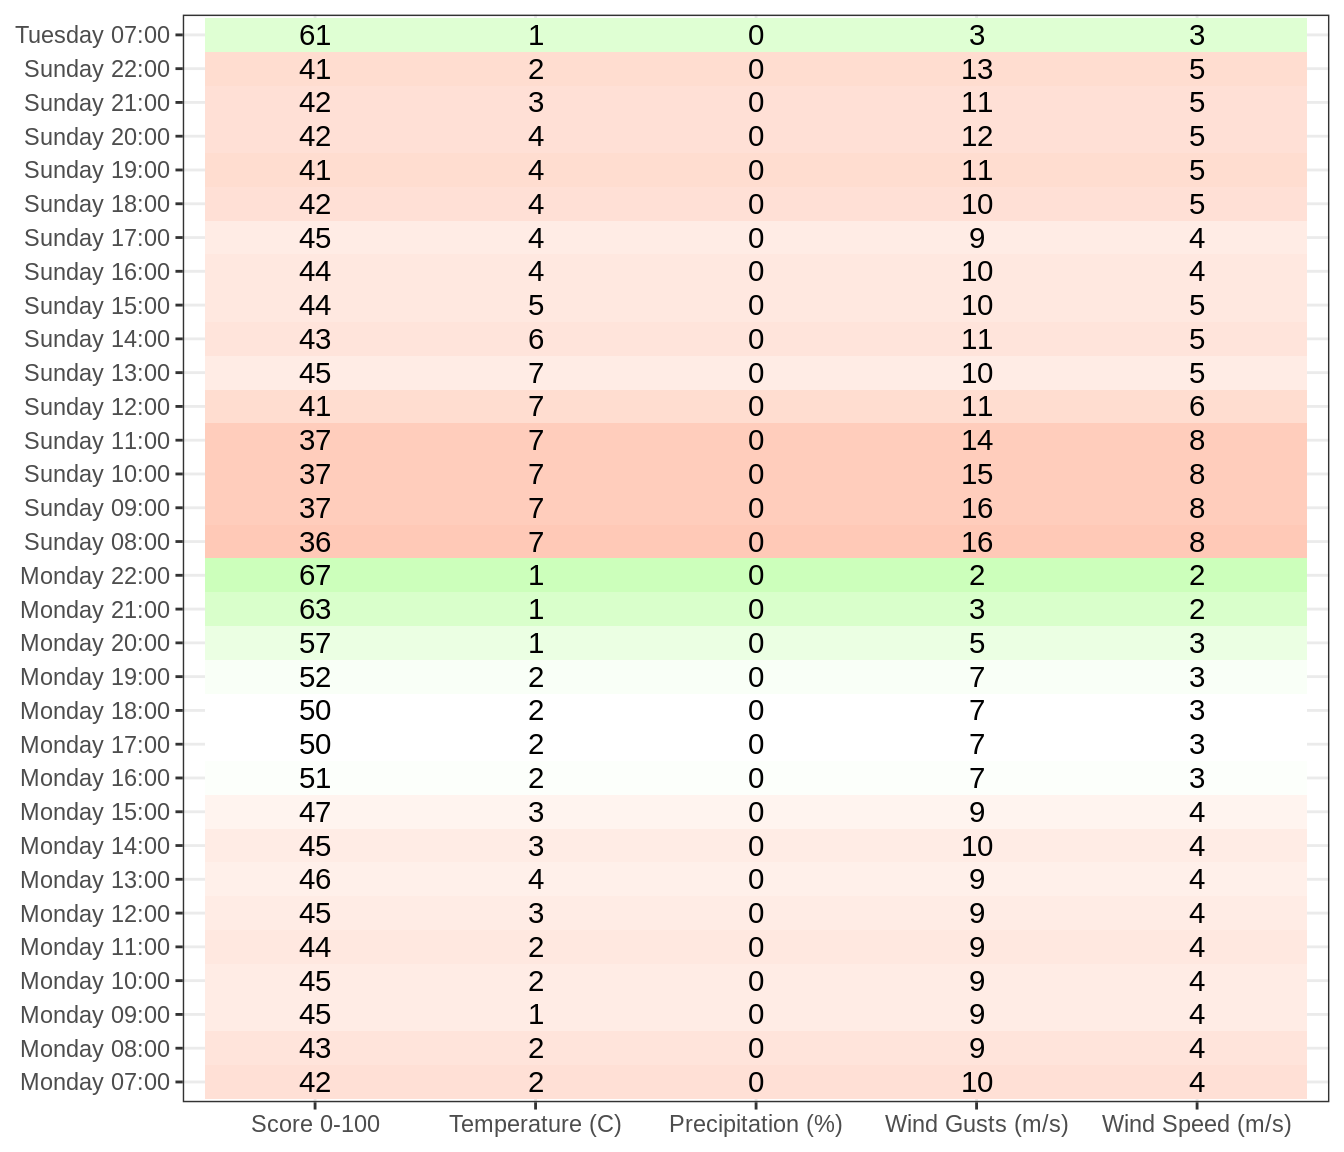 Tuesday 07:00 61 1 0 3 3
Sunday 22:00 41 2 0 13 5
Sunday 21:00 42 3 0 11 5
Sunday 20:00 42 4 0 12 5
Sunday 19:00 41 4 0 11 5
Sunday 18:00 42 4 0 10 5
Sunday 17:00 45 4 0 9 4
Sunday 16:00 44 4 0 10 4
Sunday 15:00 44 5 0 10 5
Sunday 14:00 43 6 0 11 5
Sunday 13:00 45 7 0 10 5
Sunday 12:00 41 7 0 11 6
Sunday 11:00 37 7 0 14 8
Sunday 10:00 37 7 0 15 8
Sunday 09:00 37 7 0 16 8
Sunday 08:00 36 7 0 16 8
Monday 22:00 67 1 0 2 2
Monday 21:00 63 1 0 3 2
Monday 20:00 57 1 0 5 3
Monday 19:00 52 2 0 7 3
Monday 18:00 50 2 0 7 3
Monday 17:00 50 2 0 7 3
Monday 16:00 51 2 0 7 3
Monday 15:00 47 3 0 9 4
Monday 14:00 45 3 0 10 4
Monday 13:00 46 4 0 9 4
Monday 12:00 45 3 0 9 4
Monday 11:00 44 2 0 9 4
Monday 10:00 45 2 0 9 4
Monday 09:00 45 1 0 9 4
Monday 08:00 43 2 0 9 4
Monday 07:00 42 2 0 10 4
Score 0-100 Temperature (C) Precipitation (%) Wind Gusts (m/s) Wind Speed (m/s)